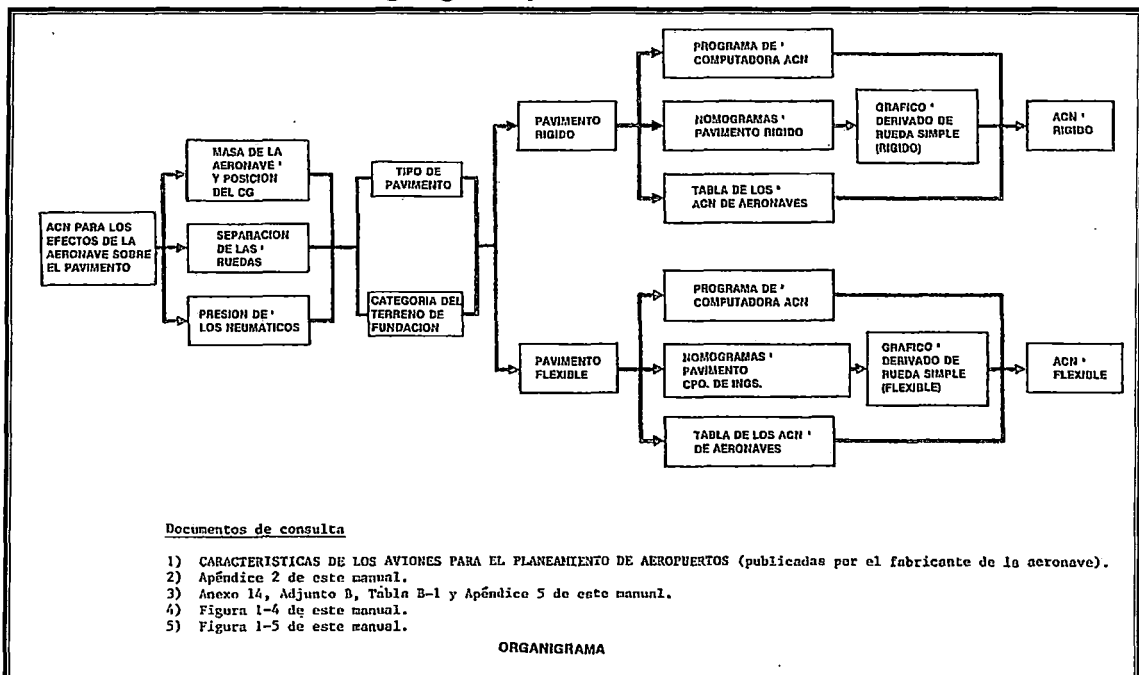 ACN PARA LOS
EFECTOS DE LA
AERONAVE SOBRE
EL PAVIMENTO
MASA DE LA
AERONAVE
Y POSICION
DEL CG
SEPARACION
DE LAS
RUEDAS
PRESION DE
LOS NEUMATICOS
TIPO DE
PAVIMENTO
CATEGORIA DEL
TERRENO DE
FUNDACION
PAVIMENTO
RIGIDO
PROGRAMA DE
COMPUTADORA ACN
NOMOGRAMAS
PAVIMENTO RIGIDO
TABLA DE LOS
ACN DE AERONAVES
GRAFICO
DERIVADO DE
RUEDA SIMPLE
(RIGIDO)
ACN
RIGIDO
PAVIMENTO
FLEXIBLE
PROGRAMA DE
COMPUTADORA ACN
NOMOGRAMAS
PAVIMENTO
CPO. DE INGS.
TABLA DE LOS ACN
DE AERONAVES
GRAFICO
DERIVADO DE
RUEDA SIMPLE
(FLEXIBLE)
ACN
FLEXIBLE
Documentos de consulta
1) CARACTERISTICAS DE LOS AVIONES PARA EL PLANEAMIENTO DE AEROPUERTOS (publicadas por el fabricante de la aeronave).
2) Apéndice 2 de este manual.
3) Anexo 14, Adjunto B, Tabla B-1 y Apéndice 5 de este manual.
4) Figura 1-4 de este manual.
5) Figura 1-5 de este manual.
ORGANIGRAMA